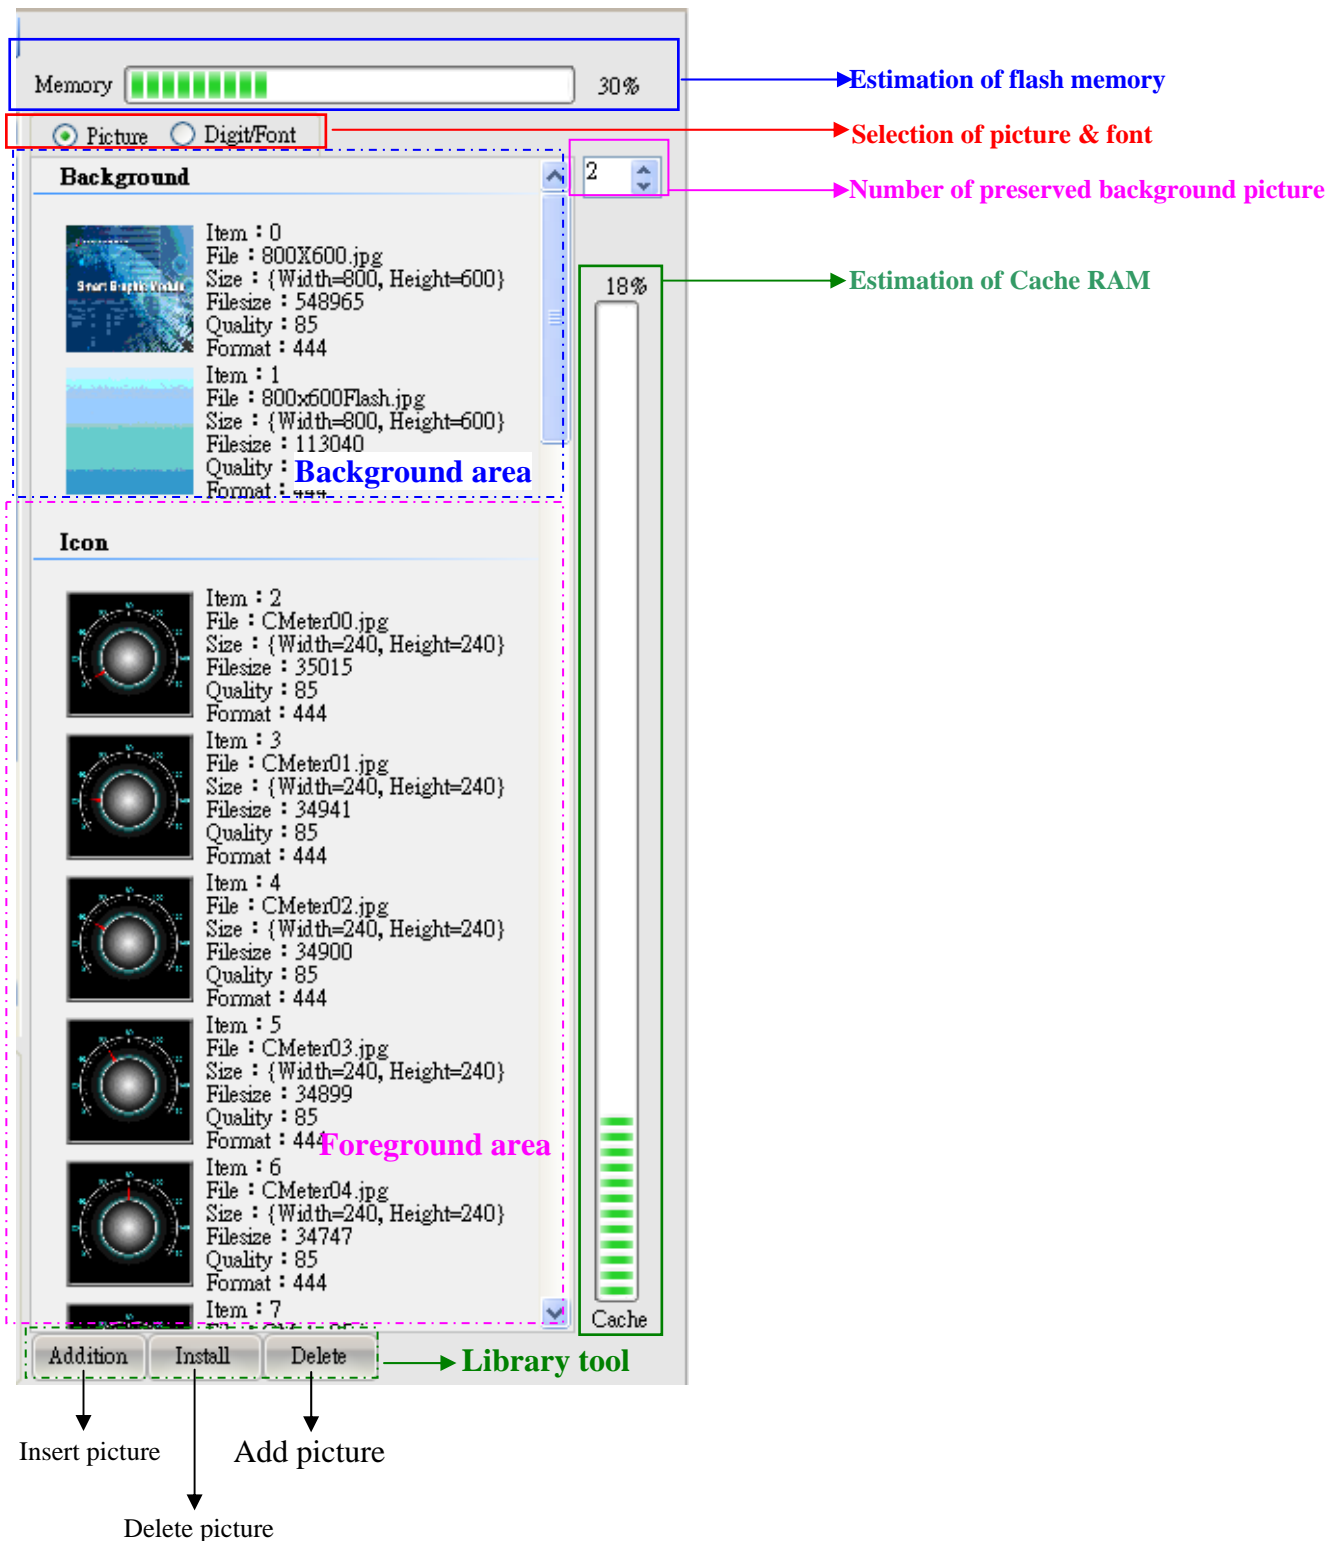 Memory 30% Estimation of flash memory
Picture Digit/Font Selection of picture & font
Background 2 Number of preserved background picture
Smart Graphic Module
Item：0
File：800X600.jpg
Size：{Width=800, Height=600}
Filesize：548965
Quality：85
Format：444
18% Estimation of Cache RAM
Item：1
File：800x600Flash.jpg
Size：{Width=800, Height=600}
Filesize：113040
Quality：
Format：444
Background area
Icon
Item：2
File：CMeter00.jpg
Size：{Width=240, Height=240}
Filesize：35015
Quality：85
Format：444
Item：3
File：CMeter01.jpg
Size：{Width=240, Height=240}
Filesize：34941
Quality：85
Format：444
Item：4
File：CMeter02.jpg
Size：{Width=240, Height=240}
Filesize：34900
Quality：85
Format：444
Item：5
File：CMeter03.jpg
Size：{Width=240, Height=240}
Filesize：34899
Quality：85
Format：444
Foreground area
Item：6
File：CMeter04.jpg
Size：{Width=240, Height=240}
Filesize：34747
Quality：85
Format：444
Item：7
Cache
Addition Install Delete Library tool
Insert picture Add picture
Delete picture